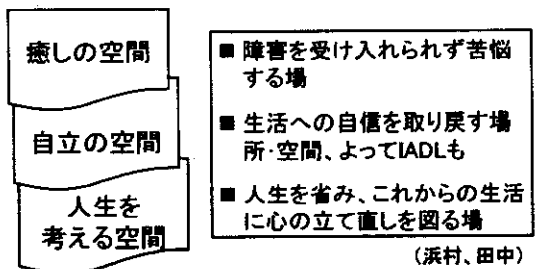 癒しの空間
自立の空間
人生を
考える空間
■ 障害を受け入れられず苦悩
する場
■ 生活への自信を取り戻す場
所・空間、よってIADLも
■ 人生を省み、これからの生活
に心の立て直しを図る場
(浜村、田中)